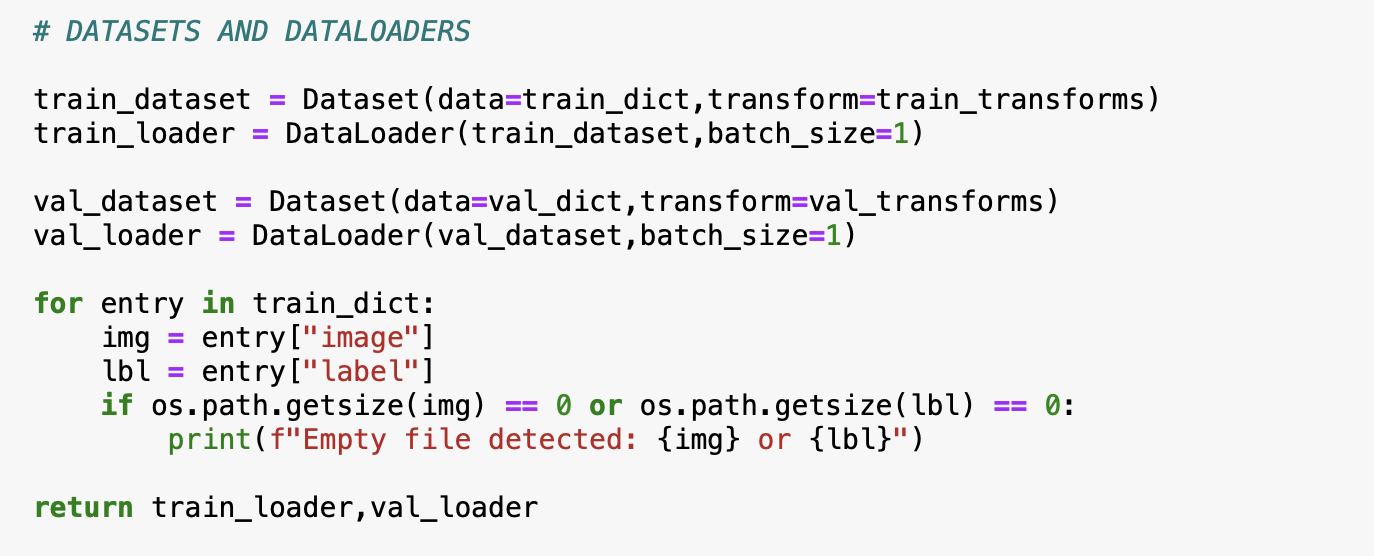 # DATASETS AND DATALOADERS
train_dataset = Dataset(data=train_dict,transform=train_transforms)
train_loader = DataLoader(train_dataset,batch_size=1)
val_dataset = Dataset(data=val_dict,transform=val_transforms)
val_loader = DataLoader(val_dataset,batch_size=1)
for entry in train_dict:
    img = entry["image"]
    lbl = entry["label"]
    if os.path.getsize(img) == 0 or os.path.getsize(lbl) == 0:
        print(f"Empty file detected: {img} or {lbl}")
return train_loader,val_loader